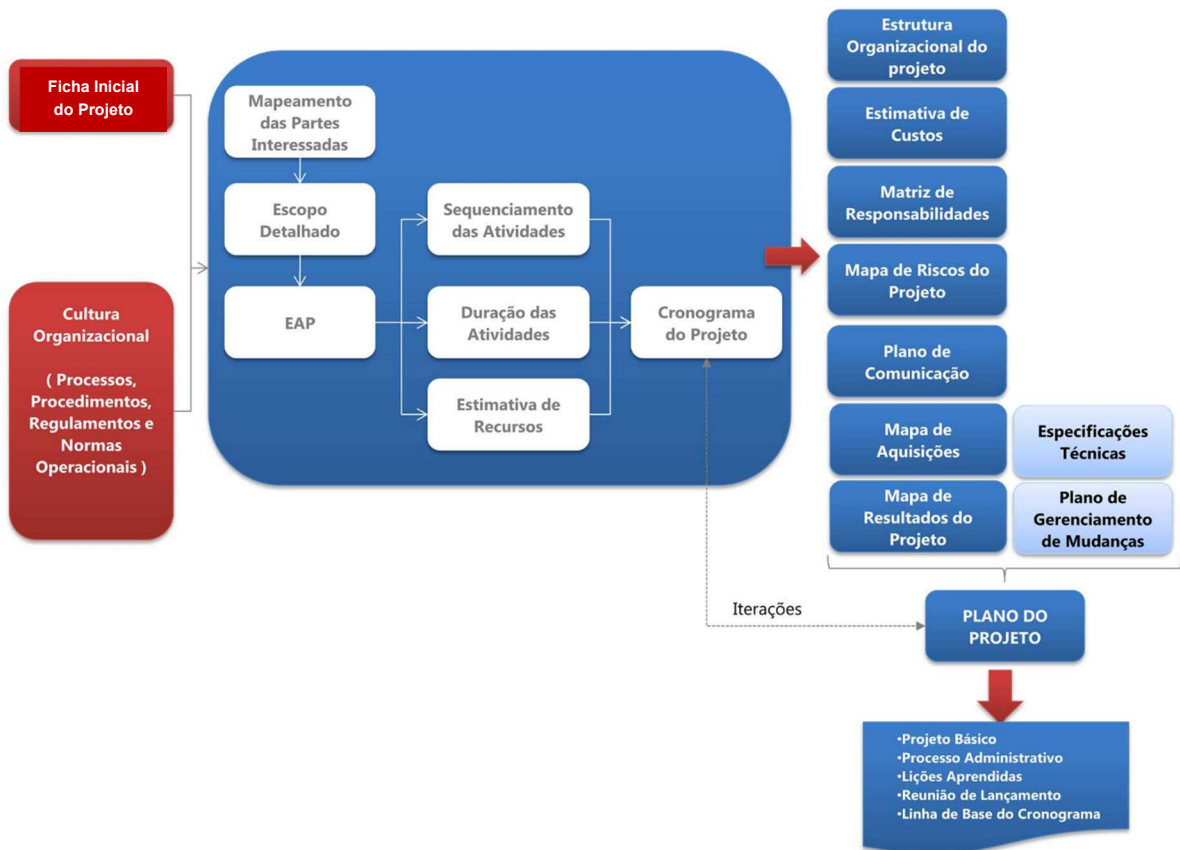 Ficha Inicial
do Projeto
Cultura
Organizacional
( Processos,
Procedimentos,
Regulamentos e
Normas
Operacionais )
Mapeamento
das Partes
Interessadas
Escopo
Detalhado
EAP
Sequenciamento
das Atividades
Duração das
Atividades
Estimativa de
Recursos
Cronograma
do Projeto
Estrutura
Organizacional do
projeto
Estimativa de
Custos
Matriz de
Responsabilidades
Mapa de Riscos do
Projeto
Plano de
Comunicação
Mapa de
Aquisições
Especificações
Técnicas
Mapa de
Resultados do
Projeto
Plano de
Gerenciamento
de Mudanças
Iterações
PLANO DO
PROJETO
•Projeto Básico
•Processo Administrativo
•Lições Aprendidas
•Reunião de Lançamento
•Linha de Base do Cronograma